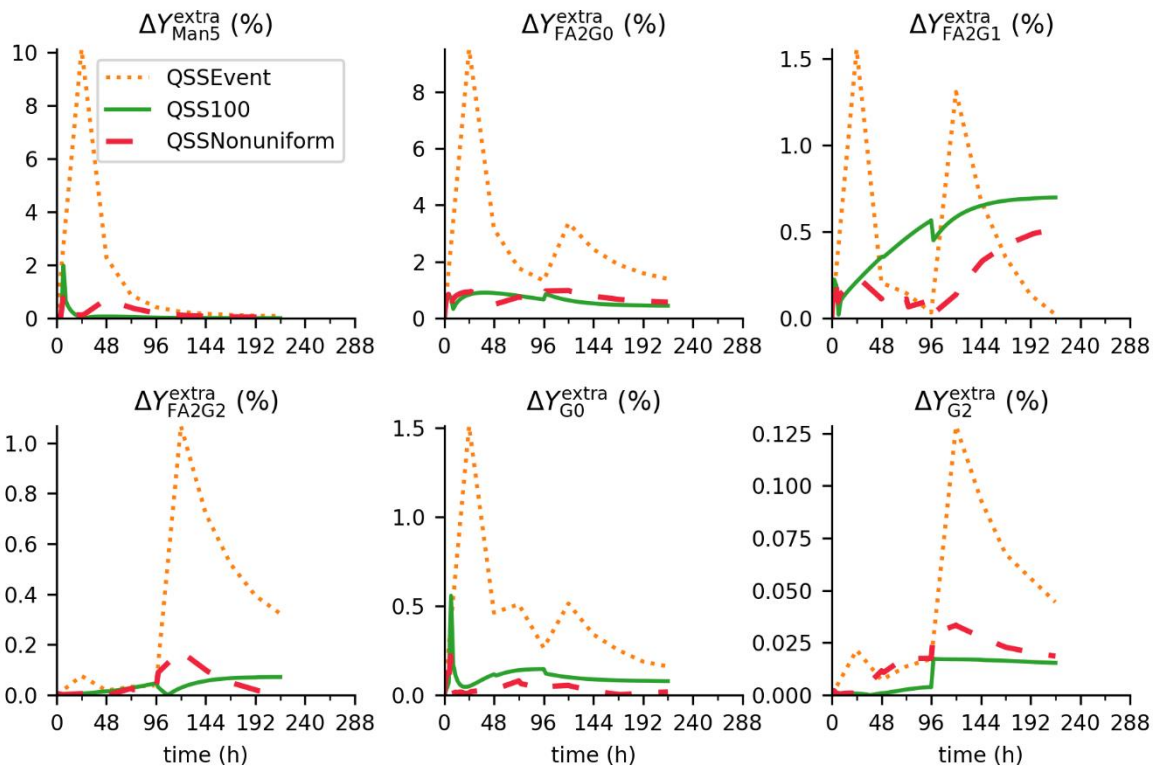 ΔY^extra_Man5 (%)
ΔY^extra_FA2G0 (%)
ΔY^extra_FA2G1 (%)
10
8
6
4
2
0
QSSEvent
QSS100
QSSNonuniform
8
6
4
2
0
1.5
1.0
0.5
0.0
0 48 96 144 192 240 288
0 48 96 144 192 240 288
0 48 96 144 192 240 288
ΔY^extra_FA2G2 (%)
ΔY^extra_G0 (%)
ΔY^extra_G2 (%)
1.0
0.8
0.6
0.4
0.2
0.0
1.5
1.0
0.5
0.0
0.125
0.100
0.075
0.050
0.025
0.000
0 48 96 144 192 240 288
0 48 96 144 192 240 288
0 48 96 144 192 240 288
time (h)
time (h)
time (h)